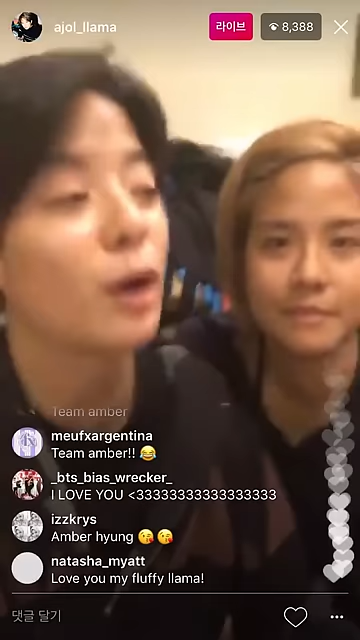 ajol_llama
라이브
8,388
Team amber
meufxargentina
Team amber!! 😂
_bts_bias_wrecker_
I LOVE YOU <33333333333333333
izzkrys
Amber hyung 😘😘
natasha_myatt
Love you my fluffy llama!
댓글 달기